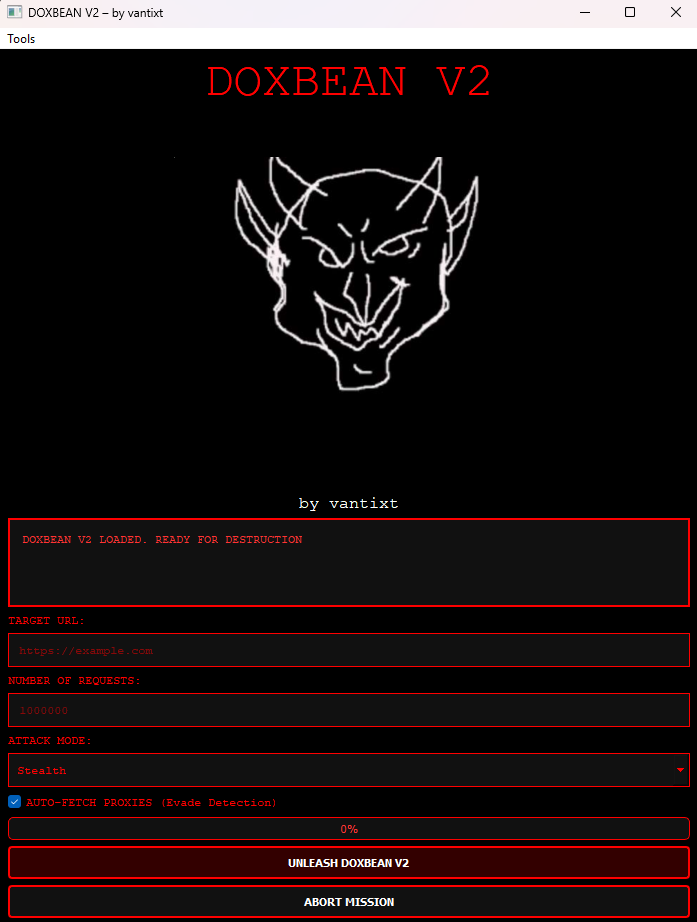 DOXBEAN V2 – by vantixt
Tools
DOXBEAN V2
by vantixt
DOXBEAN V2 LOADED. READY FOR DESTRUCTION
TARGET URL:
https://example.com
NUMBER OF REQUESTS:
1000000
ATTACK MODE:
Stealth
AUTO-FETCH PROXIES (Evade Detection)
0%
UNLEASH DOXBEAN V2
ABORT MISSION